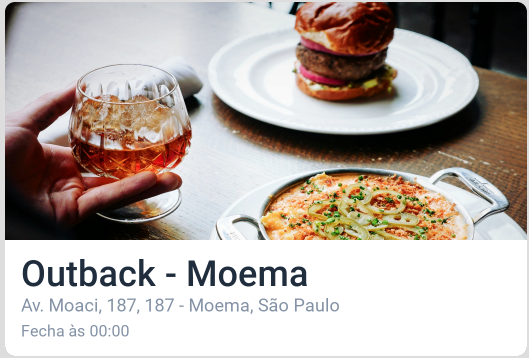 Outback - Moema
Av. Moaci, 187, 187 - Moema, São Paulo
Fecha às 00:00